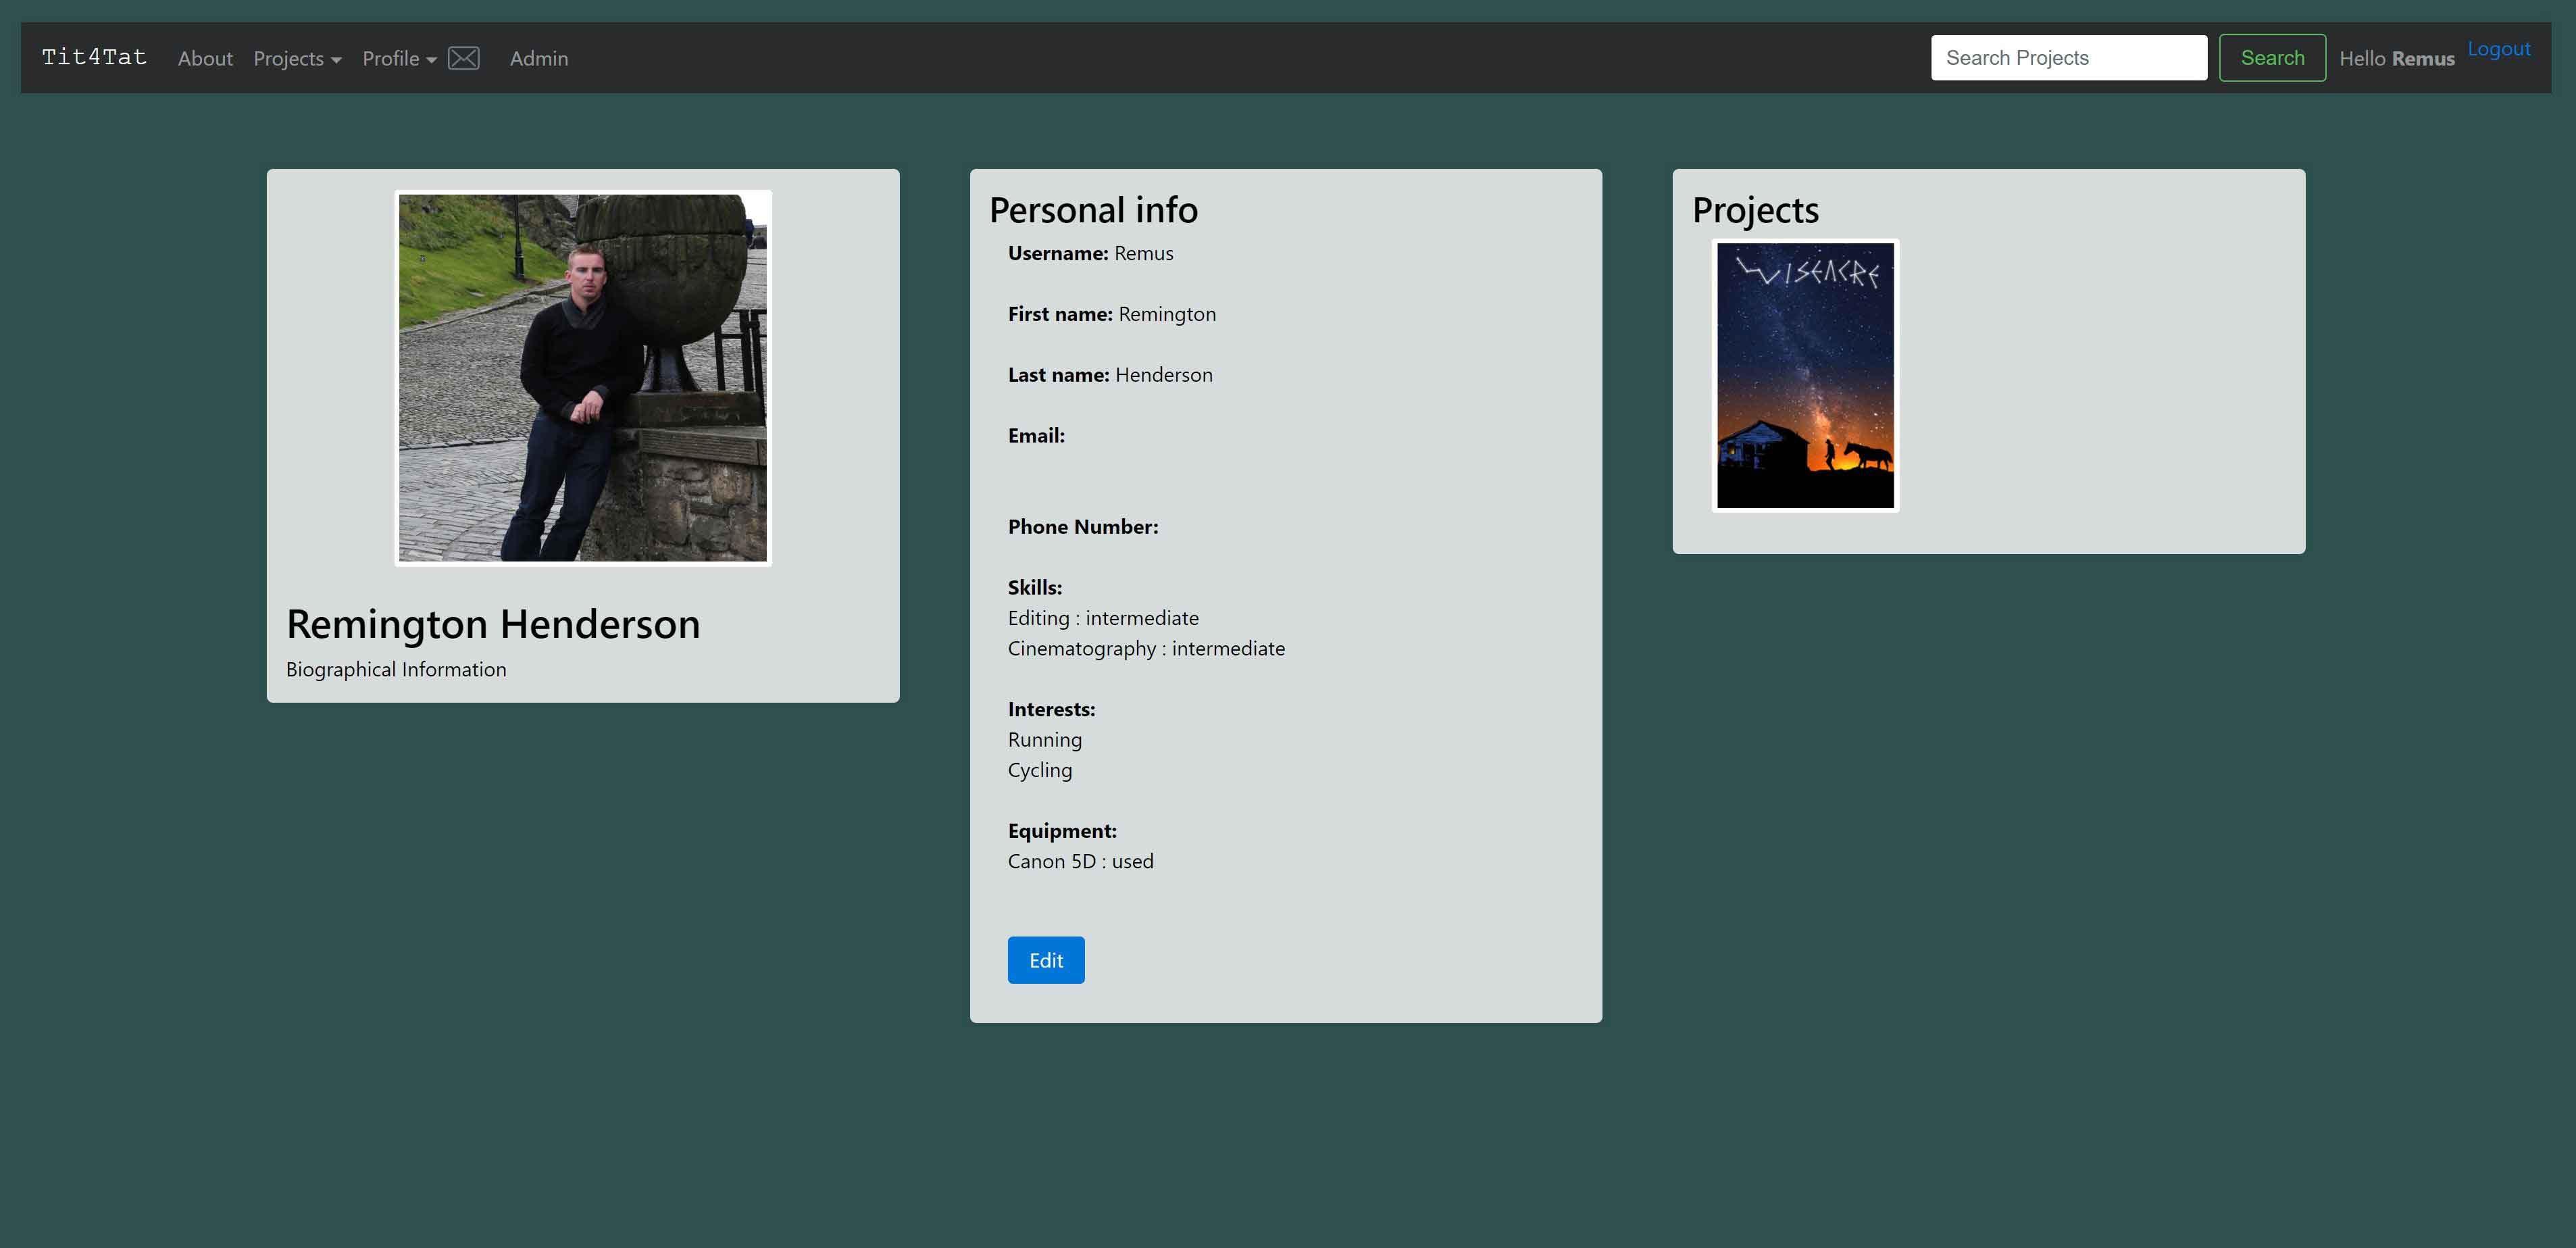 Tit4Tat About Projects Profile Admin Search Projects Search Hello Remus Logout
Remington Henderson
Biographical Information
Personal info
Username: Remus
First name: Remington
Last name: Henderson
Email:
Phone Number:
Skills:
Editing : intermediate
Cinematography : intermediate
Interests:
Running
Cycling
Equipment:
Canon 5D : used
Edit
Projects
WISEACRE